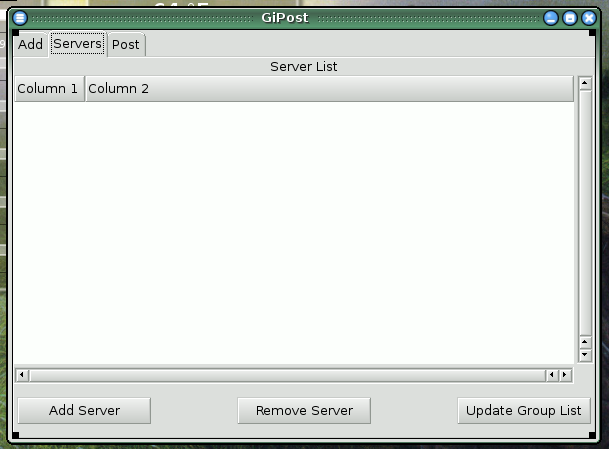 GiPost
Add Servers Post
Server List
Column 1 Column 2
Add Server Remove Server Update Group List